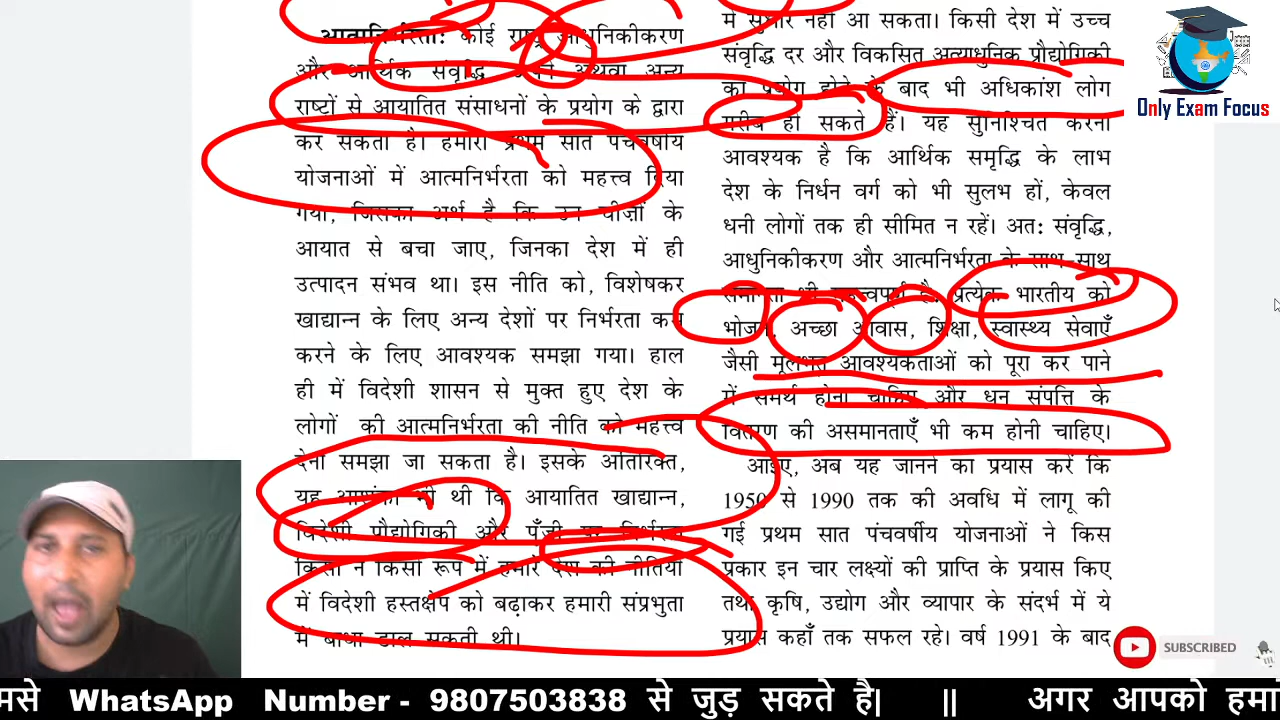 आत्मनिर्भरता: कोई राष्ट्र आधुनिकीकरण
और आर्थिक संवृद्धि अपने अथवा अन्य
राष्टों से आयातित संसाधनों के प्रयोग के द्वारा
कर सकता है। हमारी प्रथम सात पंचवर्षीय
योजनाओं में आत्मनिर्भरता को महत्त्व दिया
गया, जिसका अर्थ है कि उन चीज़ों के
आयात से बचा जाए, जिनका देश में ही
उत्पादन संभव था। इस नीति को, विशेषकर
खाद्यान्न के लिए अन्य देशों पर निर्भरता कम
करने के लिए आवश्यक समझा गया। हाल
ही में विदेशी शासन से मुक्त हुए देश के
लोगों की आत्मनिर्भरता की नीति को महत्त्व
देना समझा जा सकता है। इसके अतिरिक्त,
यह आशंका भी थी कि आयातित खाद्यान्न,
विदेशी प्रौद्योगिकी और पूँजी पर निर्भरता
किसी न किसी रूप में हमारे देश की नीतियों
में विदेशी हस्तक्षेप को बढ़ाकर हमारी संप्रभुता
में बाधा डाल सकती थी।
में सुधार नहीं आ सकता। किसी देश में उच्च
संवृद्धि दर और विकसित अत्याधुनिक प्रौद्योगिकी
का प्रयोग होने के बाद भी अधिकांश लोग
गरीब हो सकते हैं। यह सुनिश्चित करना
आवश्यक है कि आर्थिक समृद्धि के लाभ
देश के निर्धन वर्ग को भी सुलभ हों, केवल
धनी लोगों तक ही सीमित न रहें। अत: संवृद्धि,
आधुनिकीकरण और आत्मनिर्भरता के साथ-साथ
समानता भी महत्त्वपूर्ण है: प्रत्येक भारतीय को
भोजन, अच्छा आवास, शिक्षा, स्वास्थ्य सेवाएँ
जैसी मूलभूत आवश्यकताओं को पूरा कर पाने
में समर्थ होना चाहिए और धन संपत्ति के
वितरण की असमानताएँ भी कम होनी चाहिए।
आइए, अब यह जानने का प्रयास करें कि
1950 से 1990 तक की अवधि में लागू की
गई प्रथम सात पंचवर्षीय योजनाओं ने किस
प्रकार इन चार लक्ष्यों की प्राप्ति के प्रयास किए
तथा कृषि, उद्योग और व्यापार के संदर्भ में ये
प्रयास कहाँ तक सफल रहे। वर्ष 1991 के बाद
Only Exam Focus
SUBSCRIBED
मसे WhatsApp Number - 9807503838 से जुड़ सकते है| || अगर आपको हमा